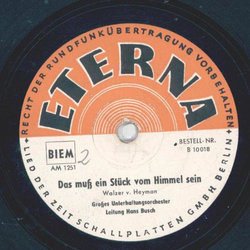 RECHT DER RUNDFUNKÜBERTRAGUNG VORBEHALTEN
ETERNA
BIEM
2
AM 1251
BESTELL-NR.
B 10018
Das muß ein Stück vom Himmel sein
Walzer v. Heyman
Großes Unterhaltungsorchester
Leitung Hans Busch
LIED DER ZEIT SCHALLPLATTEN GMBH BERLIN